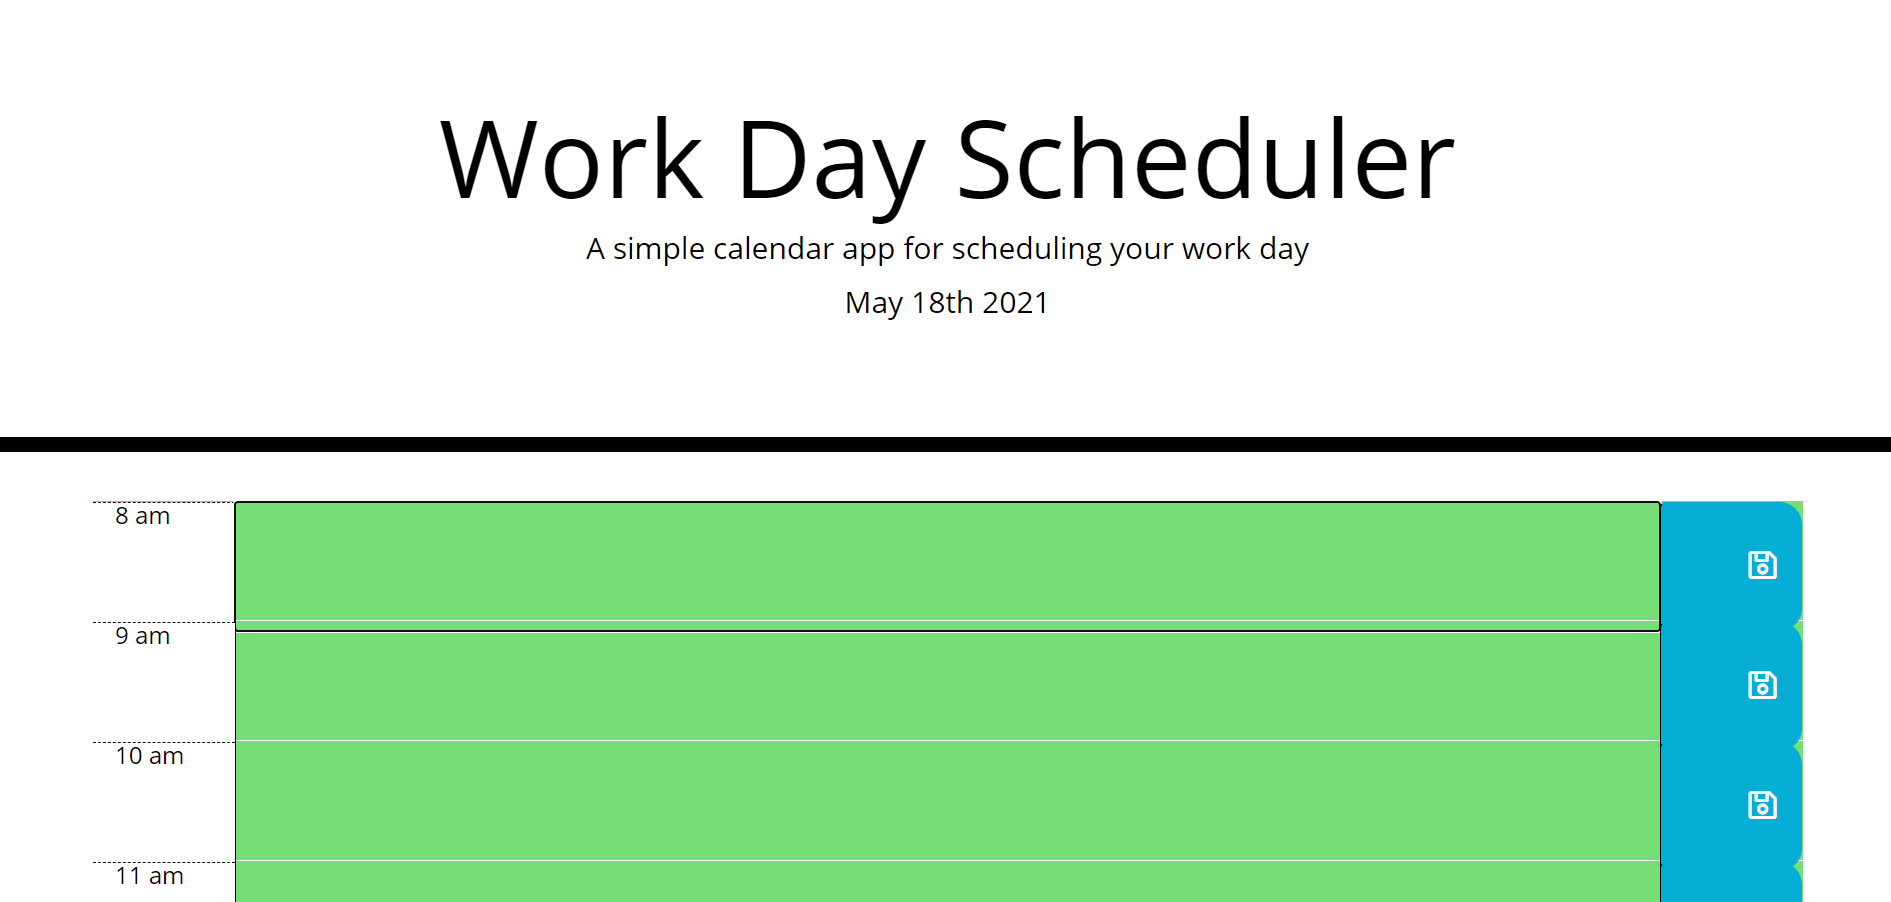 Work Day Scheduler
A simple calendar app for scheduling your work day
May 18th 2021
8 am
9 am
10 am
11 am